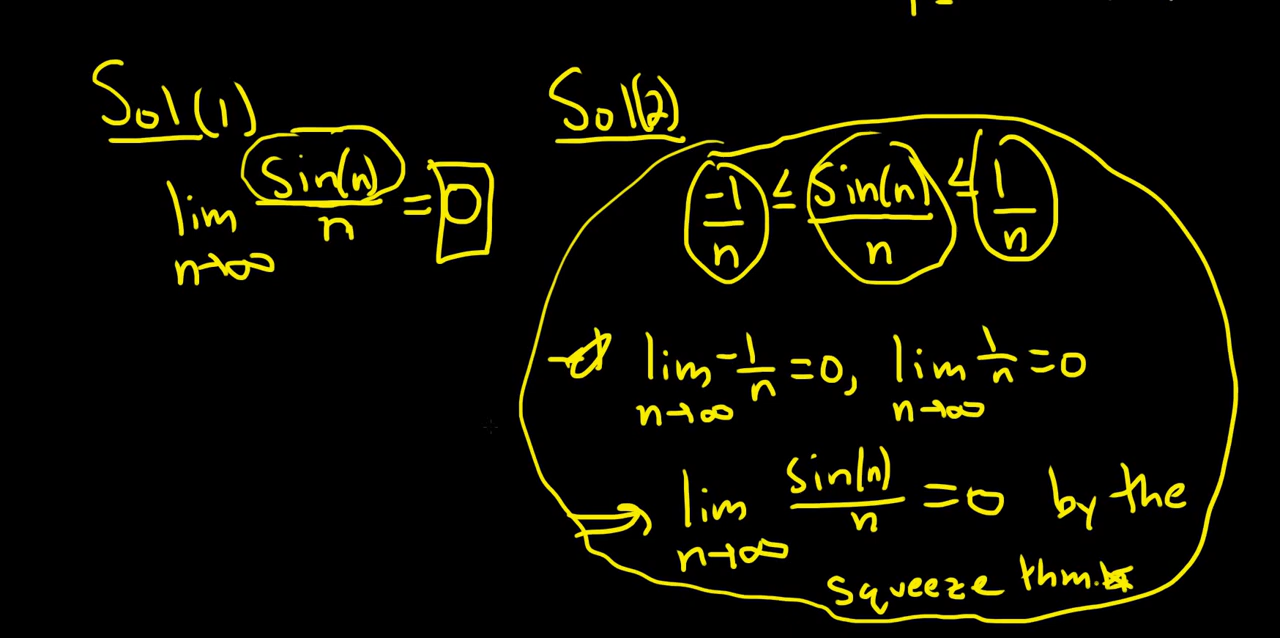 Sol(1)
lim n→∞ sin(n)/n = 0
Sol(2)
-1/n ≤ sin(n)/n ≤ 1/n
lim n→∞ -1/n = 0, lim n→∞ 1/n = 0
⇒ lim n→∞ sin(n)/n = 0 by the
squeeze thm.